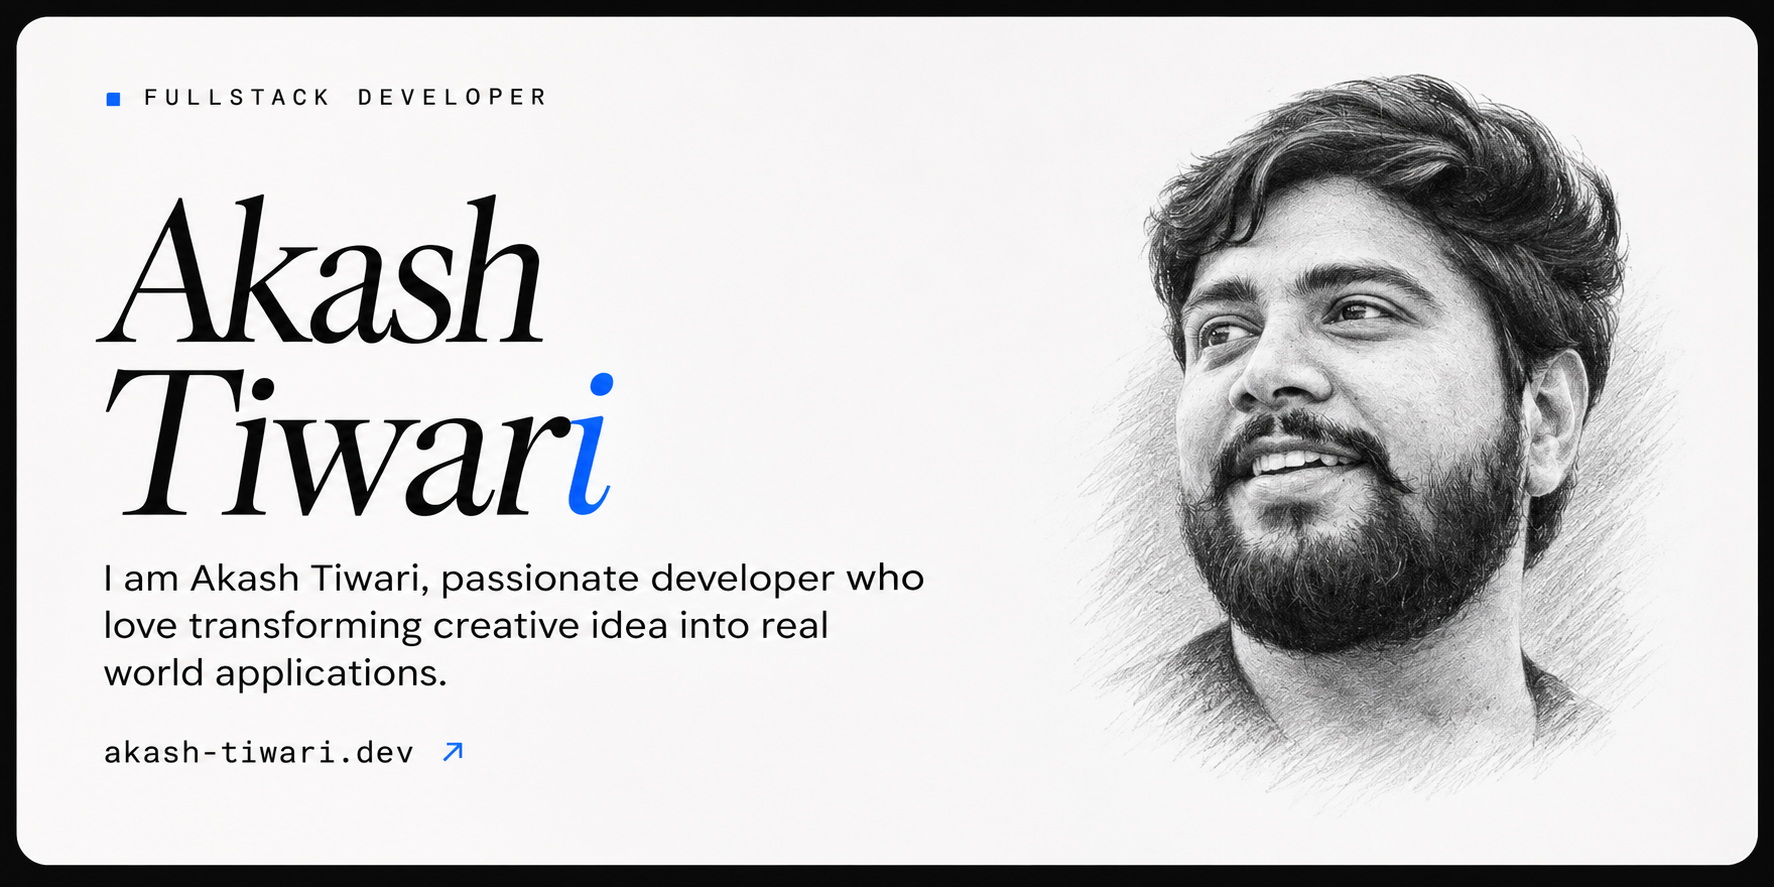 FULLSTACK DEVELOPER
Akash
Tiwari
I am Akash Tiwari, passionate developer who
love transforming creative idea into real
world applications.
akash-tiwari.dev ↗